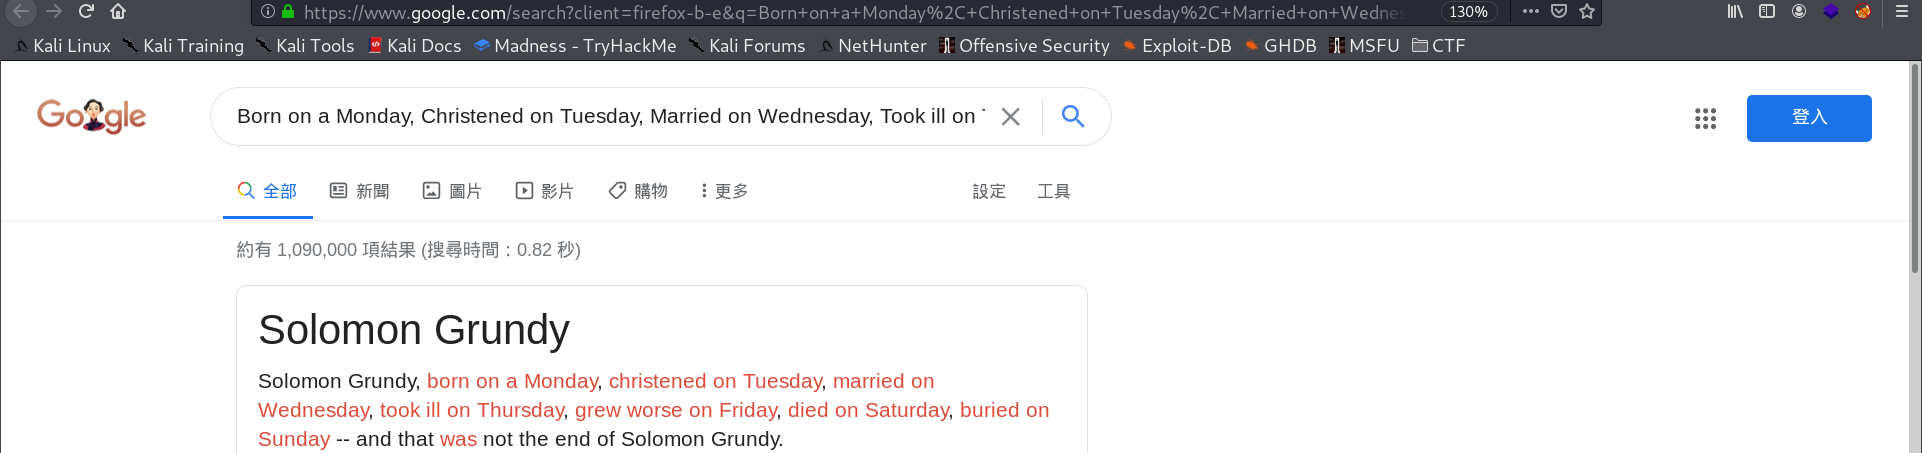 https://www.google.com/search?client=firefox-b-e&q=Born+on+a+Monday%2C+Christened+on+Tuesday%2C+Married+on+Wednes
130%
Kali Linux Kali Training Kali Tools Kali Docs Madness - TryHackMe Kali Forums NetHunter Offensive Security Exploit-DB GHDB MSFU CTF
Google
Born on a Monday, Christened on Tuesday, Married on Wednesday, Took ill on
登入
全部 新聞 圖片 影片 購物 更多 設定 工具
約有 1,090,000 項結果 (搜尋時間：0.82 秒)
Solomon Grundy
Solomon Grundy, born on a Monday, christened on Tuesday, married on
Wednesday, took ill on Thursday, grew worse on Friday, died on Saturday, buried on
Sunday -- and that was not the end of Solomon Grundy.